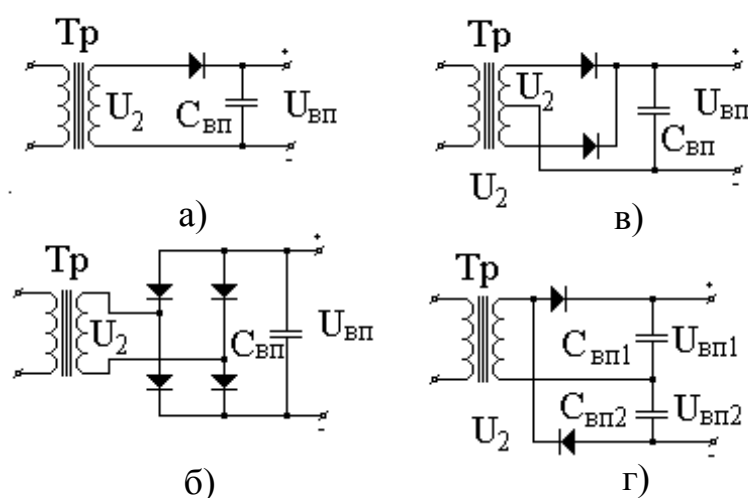 Тр
U2
Cвп
+
Uвп
-
а)
Тр
U2
Cвп
+
Uвп
-
U2
в)
Тр
U2
Cвп
+
Uвп
-
б)
Тр
+
Cвп1
Uвп1
Cвп2
Uвп2
U2
-
г)